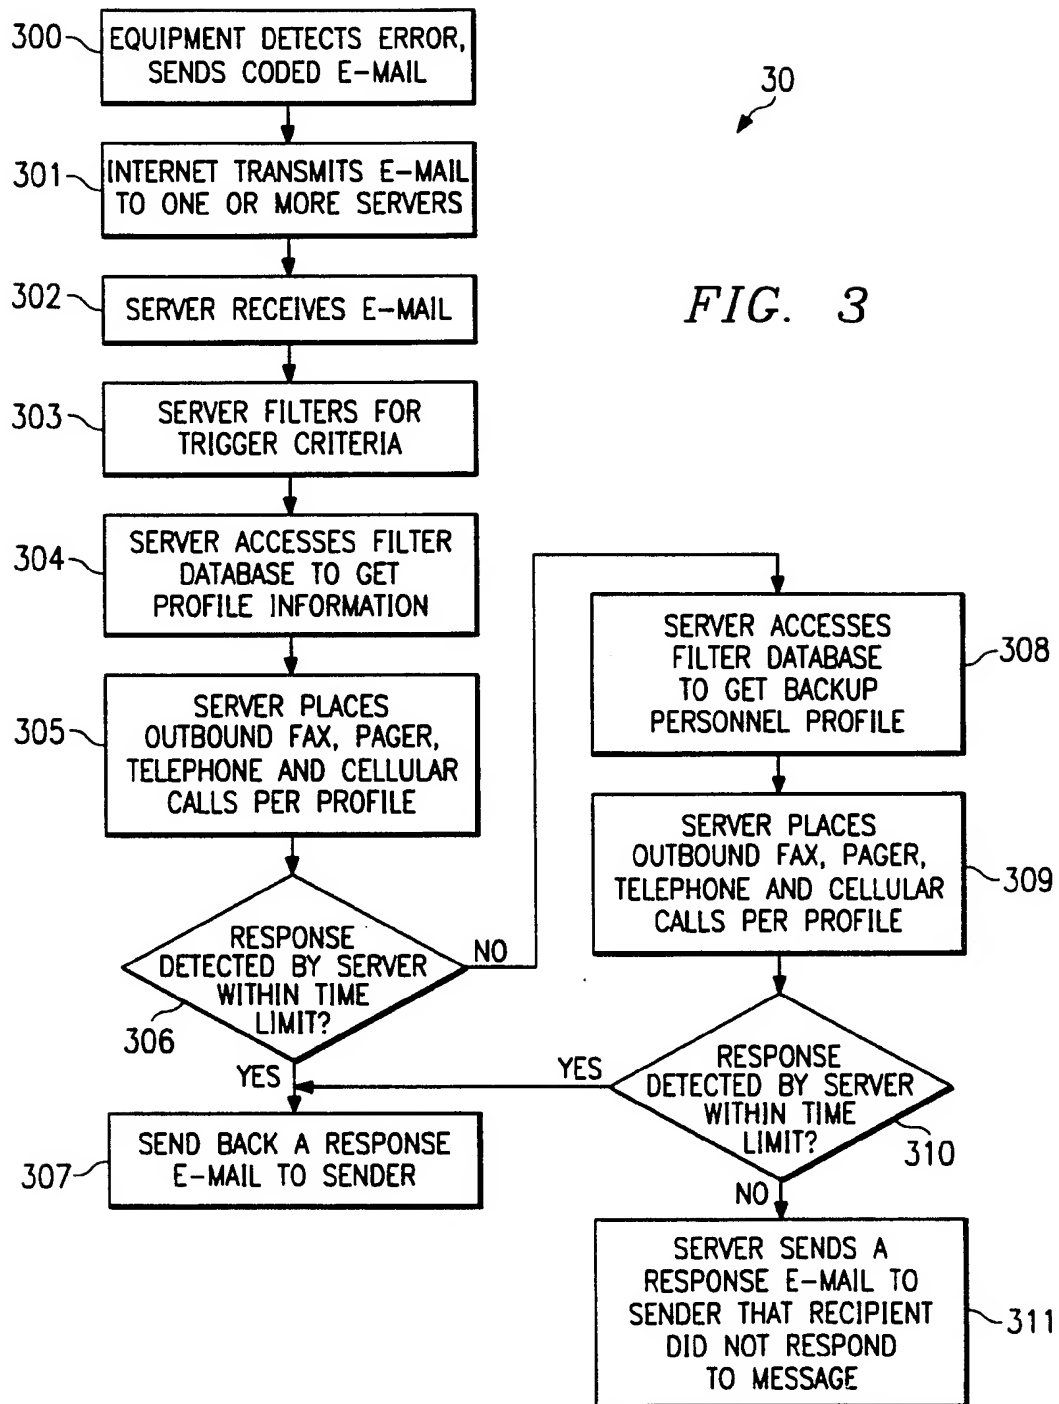 300
EQUIPMENT DETECTS ERROR,
SENDS CODED E-MAIL
30
301
INTERNET TRANSMITS E-MAIL
TO ONE OR MORE SERVERS
302
SERVER RECEIVES E-MAIL
FIG. 3
303
SERVER FILTERS FOR
TRIGGER CRITERIA
304
SERVER ACCESSES FILTER
DATABASE TO GET
PROFILE INFORMATION
305
SERVER PLACES
OUTBOUND FAX, PAGER,
TELEPHONE AND CELLULAR
CALLS PER PROFILE
306
RESPONSE
DETECTED BY SERVER
WITHIN TIME
LIMIT?
NO
YES
307
SEND BACK A RESPONSE
E-MAIL TO SENDER
308
SERVER ACCESSES
FILTER DATABASE
TO GET BACKUP
PERSONNEL PROFILE
309
SERVER PLACES
OUTBOUND FAX, PAGER,
TELEPHONE AND CELLULAR
CALLS PER PROFILE
YES
RESPONSE
DETECTED BY SERVER
WITHIN TIME
LIMIT?
310
NO
SERVER SENDS A
RESPONSE E-MAIL TO
SENDER THAT RECIPIENT
DID NOT RESPOND
TO MESSAGE
311